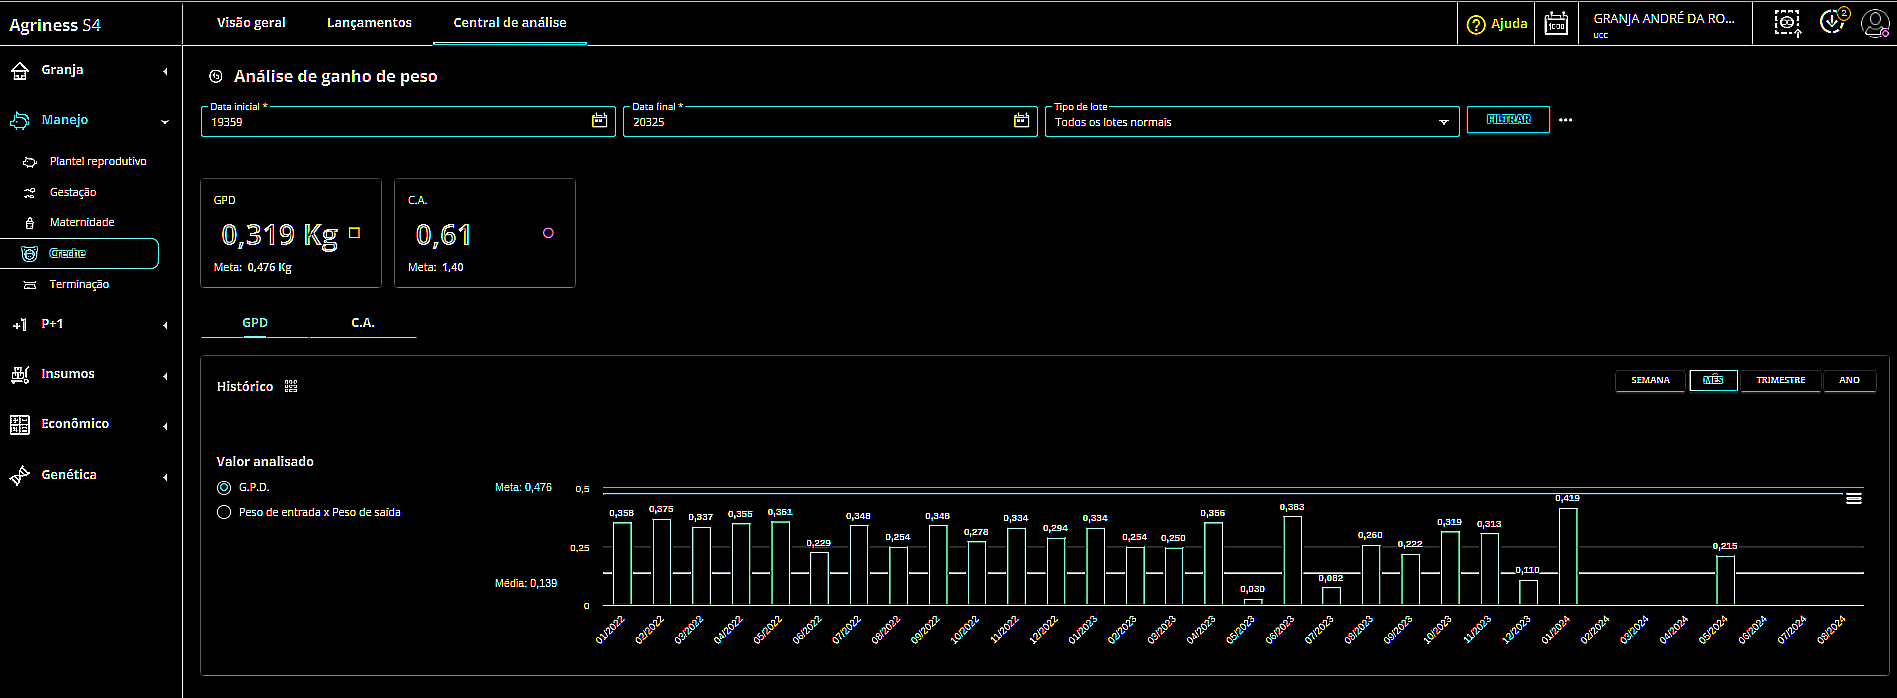 Agriness S4
Visão geral
Lançamentos
Central de análise
Ajuda
1000
GRANJA ANDRÉ DA RO...
UCC
2
Granja
Manejo
Plantel reprodutivo
Gestação
Maternidade
Creche
Terminação
P+1
Insumos
Econômico
Genética
Análise de ganho de peso
Data inicial *
19359
Data final *
20325
Tipo de lote
Todos os lotes normais
FILTRAR
GPD
0,319 Kg
Meta: 0,476 Kg
C.A.
0,61
Meta: 1,40
GPD
C.A.
Histórico
SEMANA
MÊS
TRIMESTRE
ANO
Valor analisado
G.P.D.
Peso de entrada x Peso de saída
Meta: 0,476
Média: 0,139
0,5
0,25
0
0,356 0,375 0,337 0,355 0,361 0,229 0,348 0,254 0,348 0,278 0,334 0,294 0,334 0,254 0,250 0,356 0,030 0,383 0,082 0,260 0,222 0,319 0,313 0,110 0,419 0,215
01/2022 02/2022 03/2022 04/2022 05/2022 06/2022 07/2022 08/2022 09/2022 10/2022 11/2022 12/2022 01/2023 02/2023 03/2023 04/2023 05/2023 06/2023 07/2023 08/2023 09/2023 10/2023 11/2023 12/2023 01/2024 02/2024 03/2024 04/2024 05/2024 06/2024 07/2024 08/2024